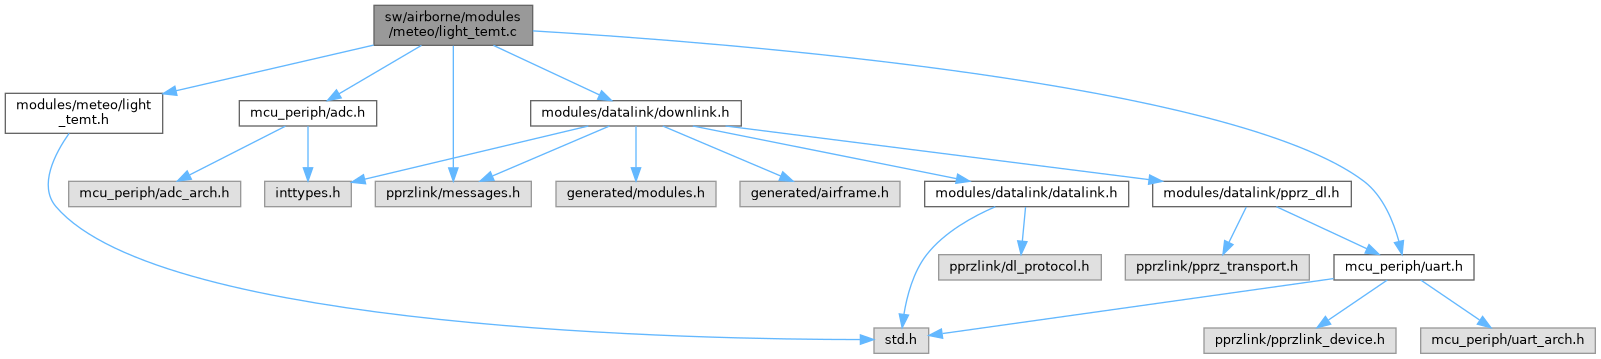 sw/airborne/modules
/meteo/light_temt.c
modules/meteo/light
_temt.h
mcu_periph/adc.h
modules/datalink/downlink.h
mcu_periph/adc_arch.h
inttypes.h
pprzlink/messages.h
generated/modules.h
generated/airframe.h
modules/datalink/datalink.h
modules/datalink/pprz_dl.h
pprzlink/dl_protocol.h
pprzlink/pprz_transport.h
mcu_periph/uart.h
std.h
pprzlink/pprzlink_device.h
mcu_periph/uart_arch.h